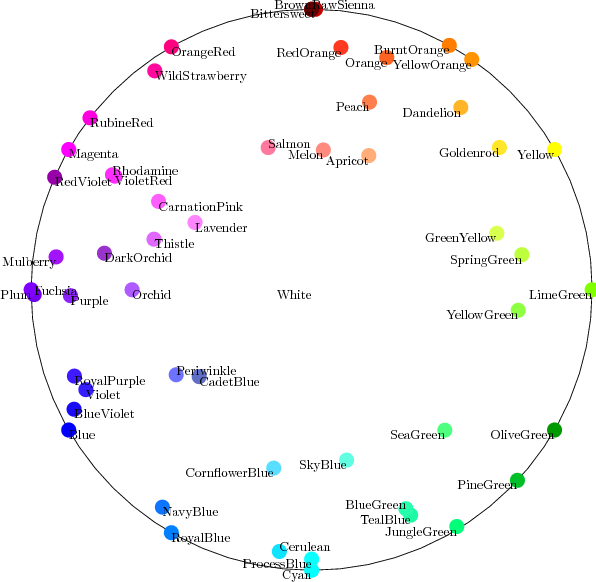 BrownRawSienna
Bittersweet
OrangeRed
RedOrange
BurntOrange
Orange
YellowOrange
WildStrawberry
Peach
Dandelion
RubineRed
Salmon
Melon
Apricot
Goldenrod
Yellow
Magenta
Rhodamine
RedViolet
VioletRed
CarnationPink
Lavender
GreenYellow
Thistle
DarkOrchid
SpringGreen
Mulberry
Plum
Fuchsia
Purple
Orchid
White
LimeGreen
YellowGreen
Periwinkle
RoyalPurple
CadetBlue
Violet
BlueViolet
Blue
SeaGreen
OliveGreen
CornflowerBlue
SkyBlue
PineGreen
NavyBlue
BlueGreen
TealBlue
JungleGreen
RoyalBlue
Cerulean
ProcessBlue
Cyan